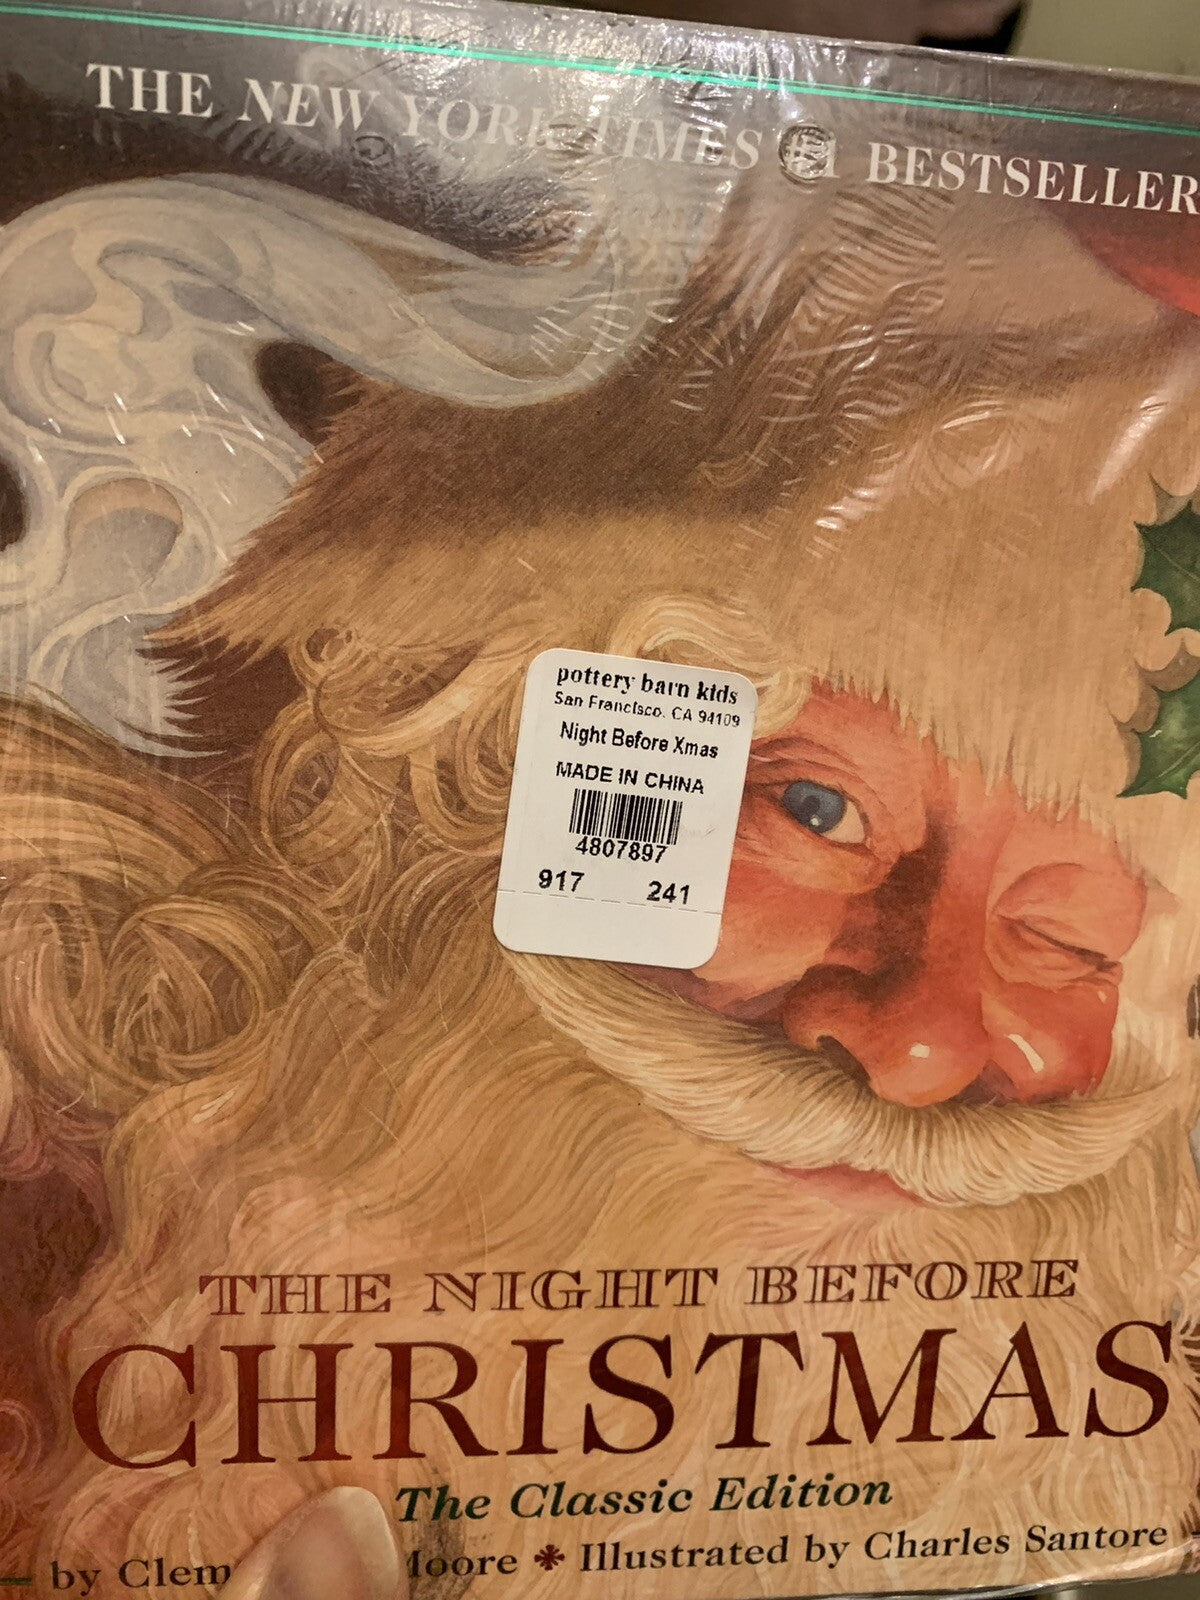 THE NEW YORK TIMES #1 BESTSELLER
pottery barn kids
San Francisco, CA 94109
Night Before Xmas
MADE IN CHINA
4807897
917 241
THE NIGHT BEFORE
CHRISTMAS
The Classic Edition
by Clem Moore ❉ Illustrated by Charles Santore